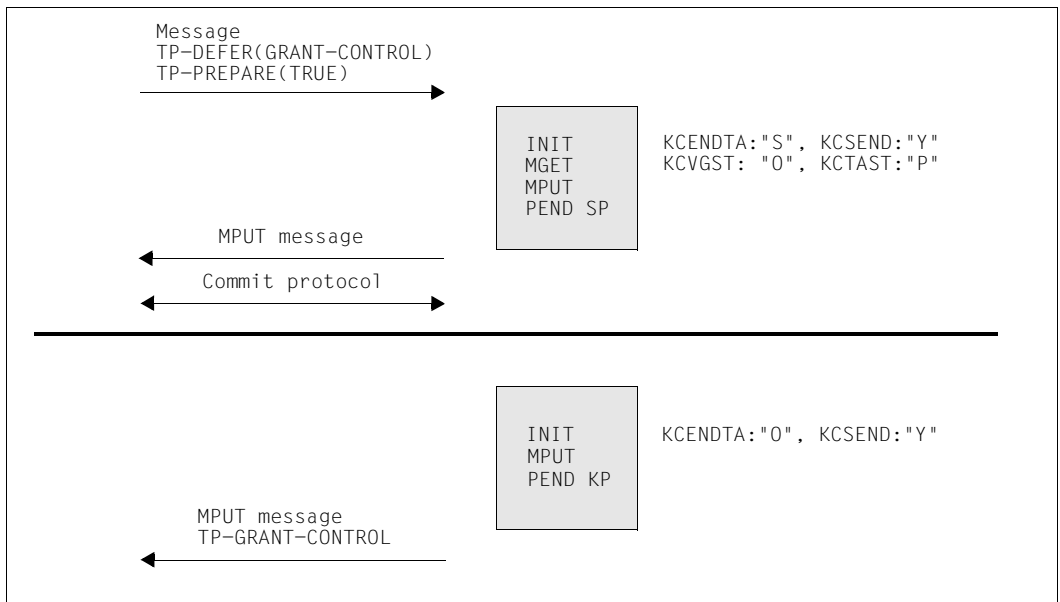 Message
TP-DEFER(GRANT-CONTROL)
TP-PREPARE(TRUE)
INIT
MGET
MPUT
PEND SP
KCENDTA:"S", KCSEND:"Y"
KCVGST: "O", KCTAST:"P"
MPUT message
Commit protocol
INIT
MPUT
PEND KP
KCENDTA:"O", KCSEND:"Y"
MPUT message
TP-GRANT-CONTROL